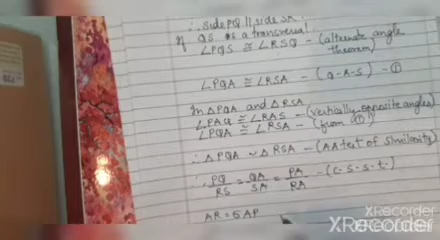 ∴ side PQ || side SR
If QS is a transversal
∠PQS ≅ ∠RSQ - (alternate angle
theorem)
∠PQA ≅ ∠RSA - (Q-A-S) - ①
In △PQA and △RSA
∠PAQ ≅ ∠RAS - (vertically opposite angles)
∠PQA ≅ ∠RSA - (from ①)
∴ △PQA ~ △RSA - (AA test of similarity)
∴ PQ/RS = QA/SA = PA/RA - (C.S.S.T.)
AR = 5AP
XRecorder
XRecorder